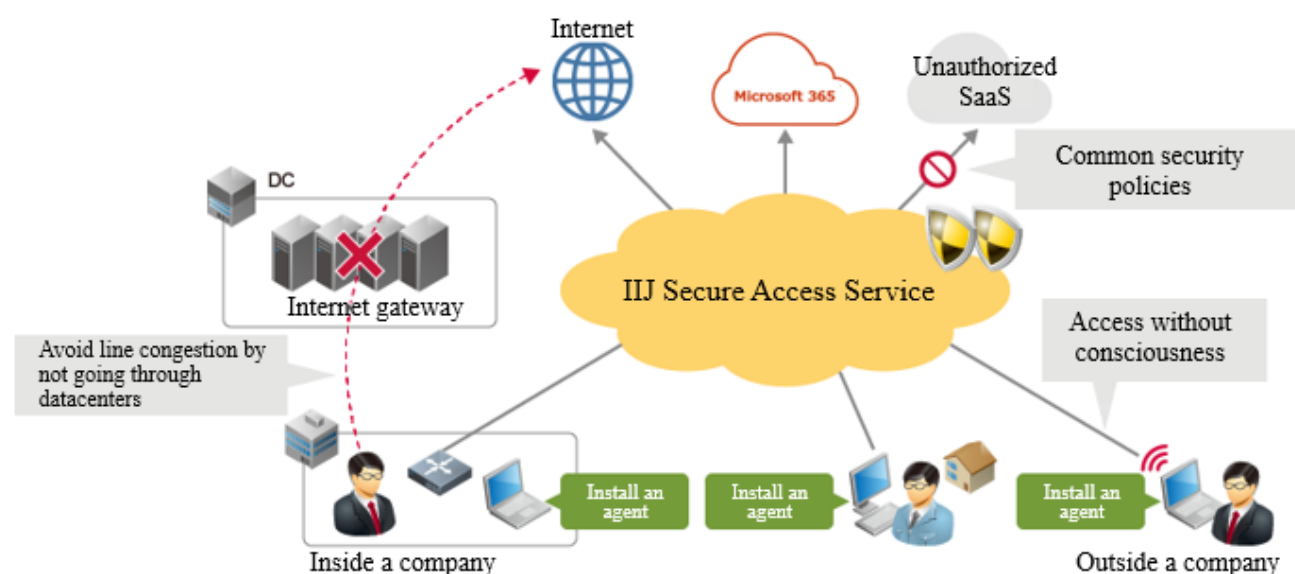 Internet
Microsoft 365
Unauthorized
SaaS
Common security
policies
DC
Internet gateway
IIJ Secure Access Service
Avoid line congestion by
not going through
datacenters
Access without
consciousness
Install an
agent
Install an
agent
Install an
agent
Inside a company
Outside a company